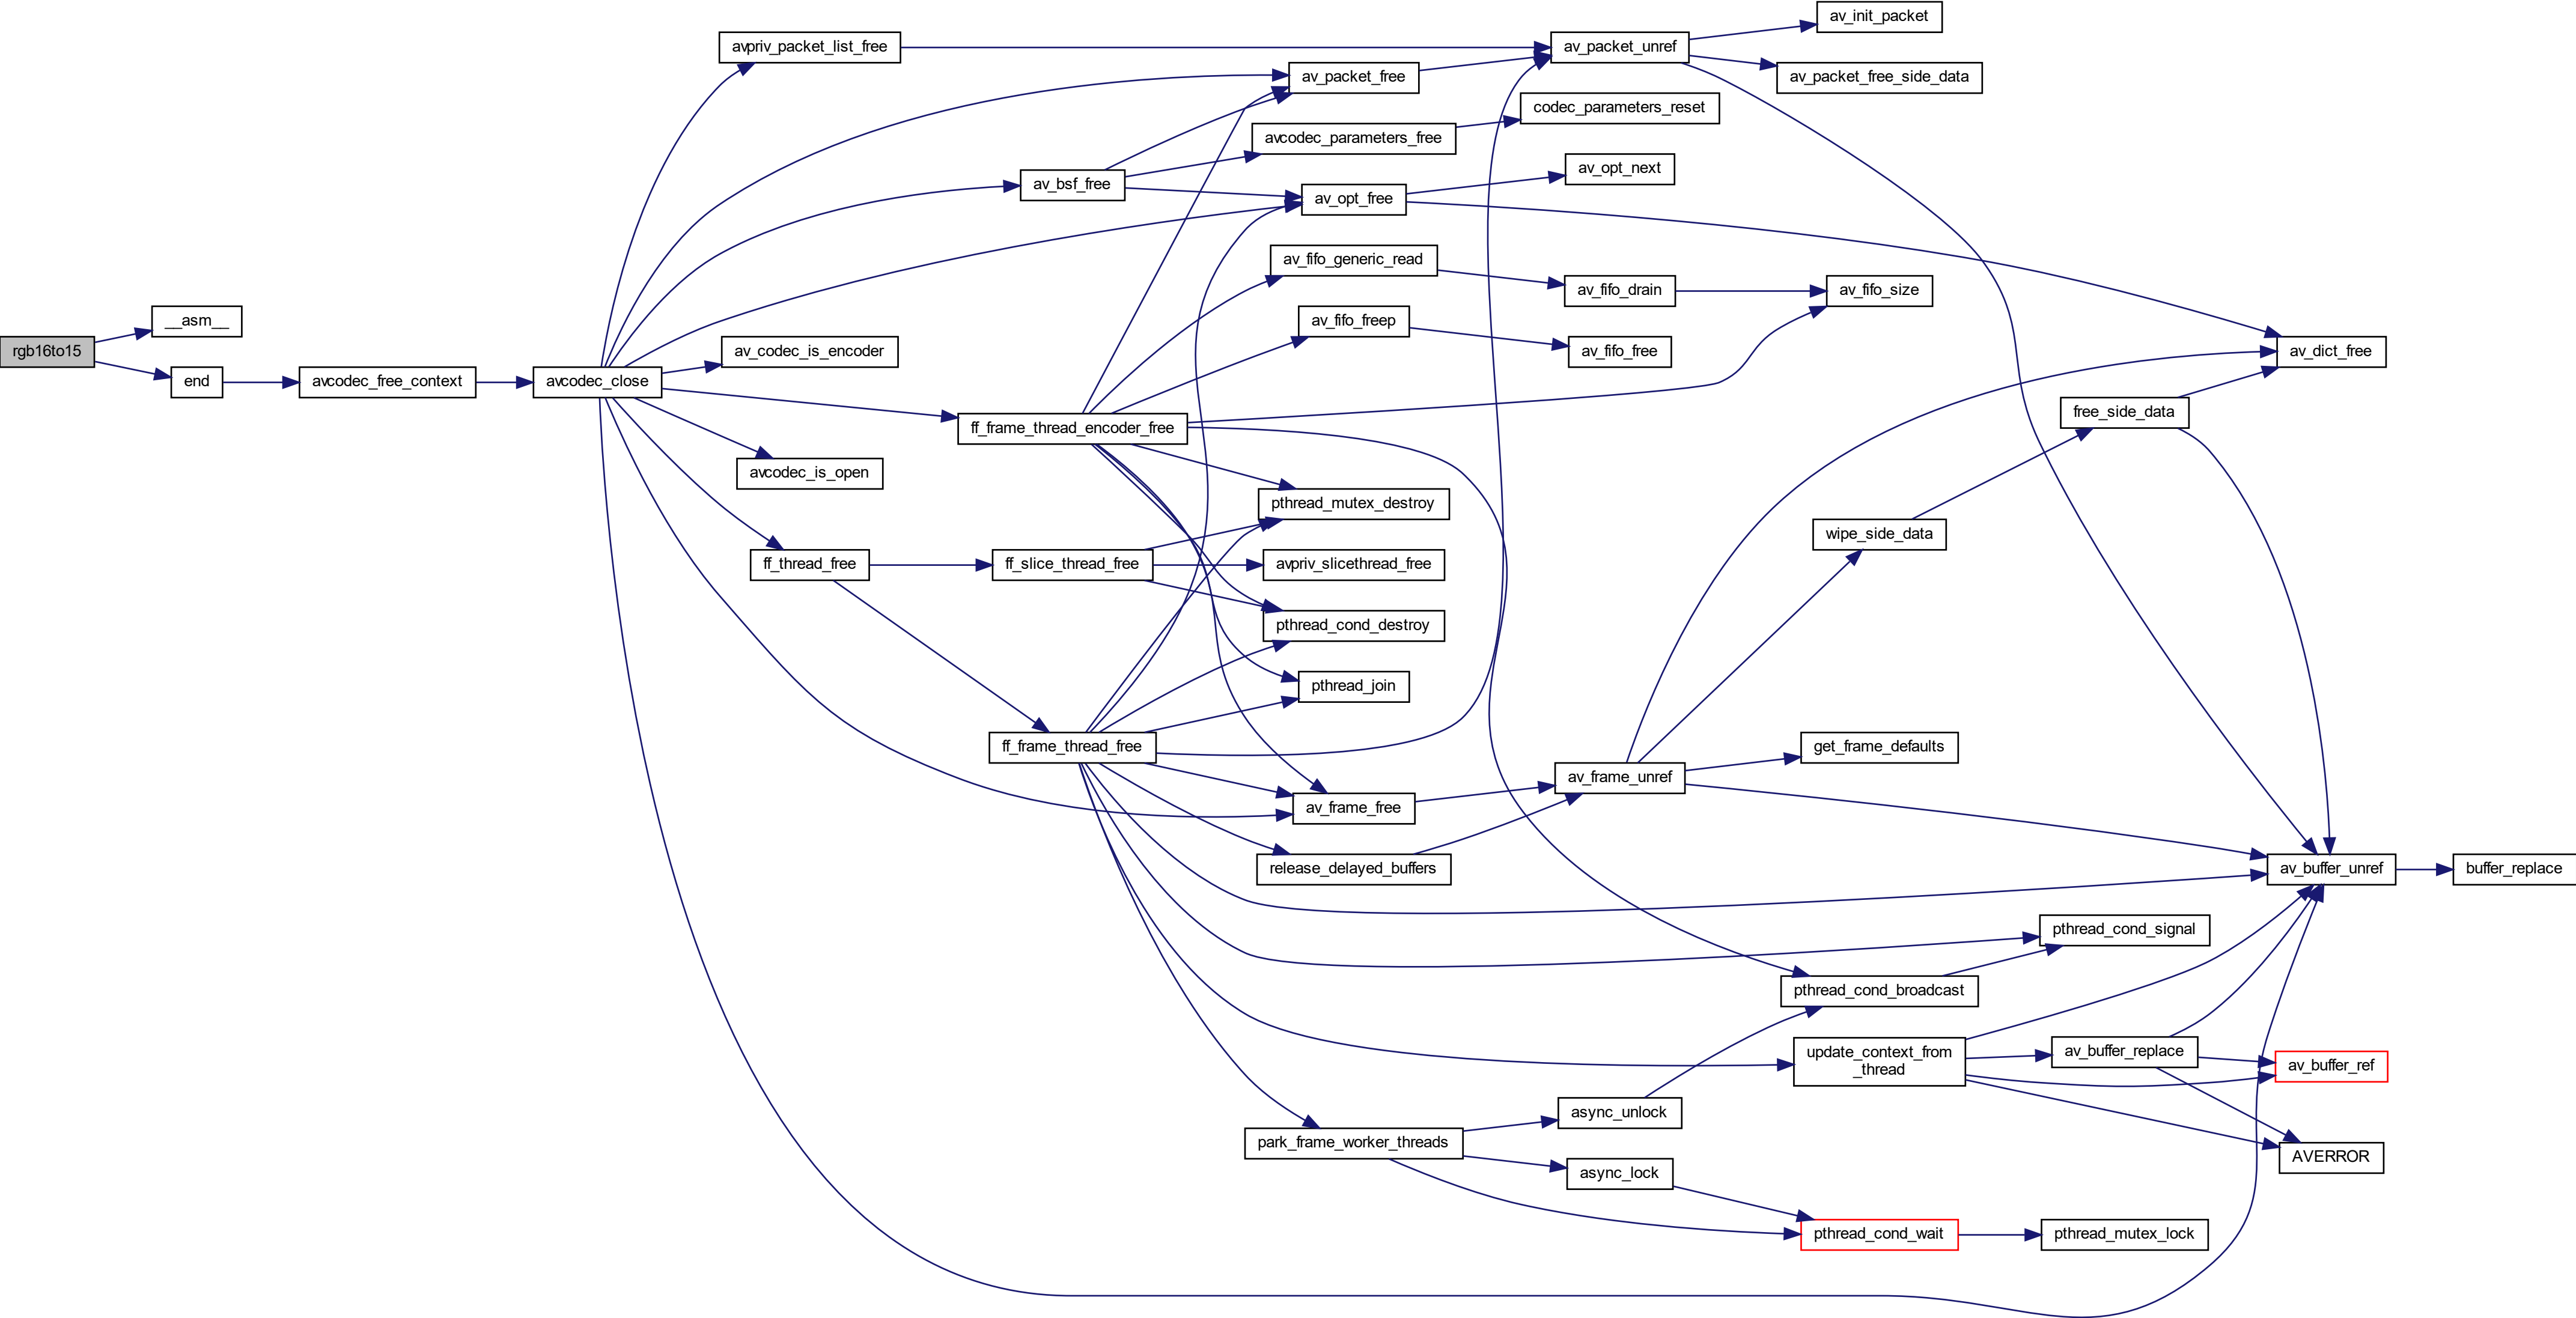 av_init_packet
avpriv_packet_list_free
av_packet_unref
av_packet_free
av_packet_free_side_data
codec_parameters_reset
avcodec_parameters_free
av_opt_next
av_bsf_free
av_opt_free
av_fifo_generic_read
av_fifo_drain
av_fifo_size
__asm__
av_fifo_freep
rgb16to15
av_codec_is_encoder
av_fifo_free
av_dict_free
end
avcodec_free_context
avcodec_close
free_side_data
ff_frame_thread_encoder_free
avcodec_is_open
pthread_mutex_destroy
wipe_side_data
ff_thread_free
ff_slice_thread_free
avpriv_slicethread_free
pthread_cond_destroy
pthread_join
ff_frame_thread_free
get_frame_defaults
av_frame_unref
av_frame_free
release_delayed_buffers
av_buffer_unref
buffer_replace
pthread_cond_signal
pthread_cond_broadcast
update_context_from
_thread
av_buffer_replace
av_buffer_ref
async_unlock
park_frame_worker_threads
AVERROR
async_lock
pthread_cond_wait
pthread_mutex_lock